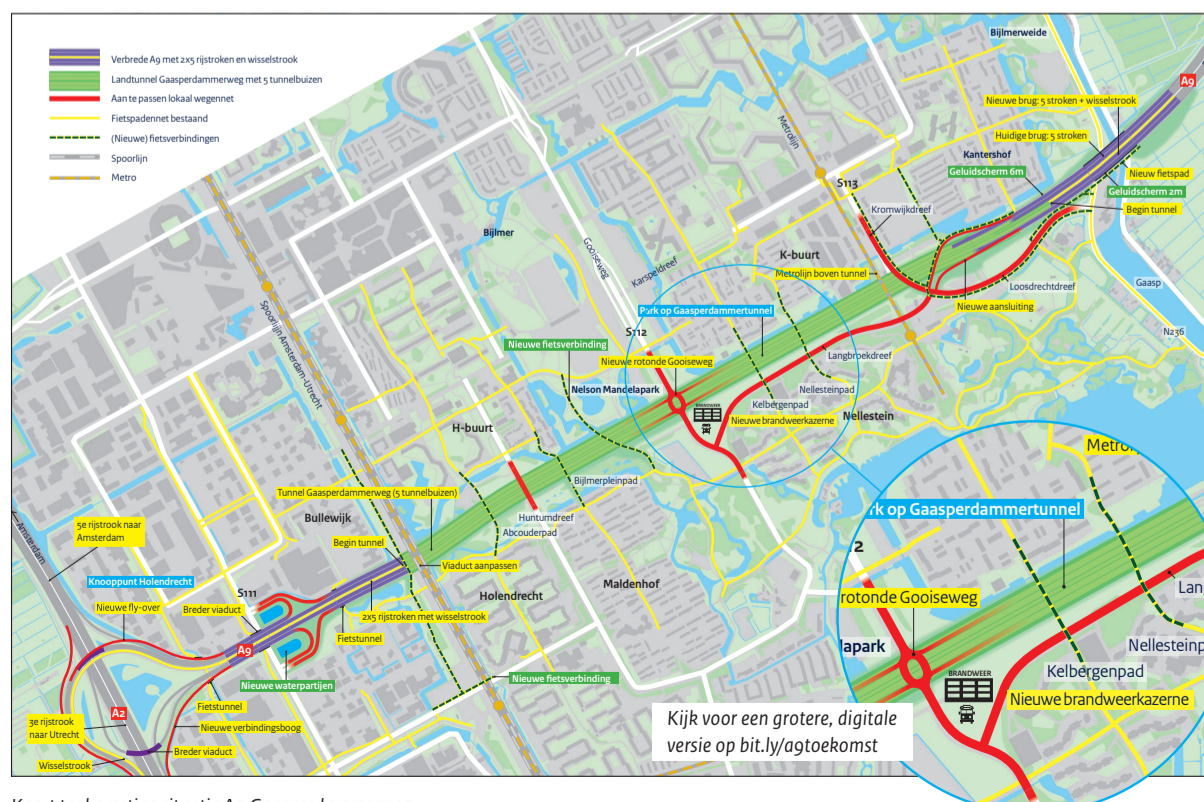 Verbrede A9 met 2x5 rijstroken en wisselstrook
Landtunnel Gaasperdammerweg met 5 tunnelbuizen
Aan te passen lokaal wegennet
Fietspadennet bestaand
(Nieuwe) fietsverbindingen
Spoorlijn
Metro
Bijlmerweide
A9
Nieuwe brug: 5 stroken + wisselstrook
Huidige brug: 5 stroken
Kantershof
Geluidscherm 6m
Nieuw fietspad
Geluidscherm 2m
Begin tunnel
Metrolijn
S113
Kromwijkdreef
Bijlmer
Gooiseweg
Karspeldreef
K-buurt
Metrolijn boven tunnel
Loosdrechtdreef
Gaasp
Nieuwe aansluiting
N236
Spoorlijn Amsterdam-Utrecht
Park op Gaasperdammertunnel
S112
Nieuwe fietsverbinding
Nieuwe rotonde Gooiseweg
Langbroekdreef
Nelson Mandelapark
Nellesteinpad
BRANDWEER
Kelbergenpad
Nellestein
Nieuwe brandweerkazerne
H-buurt
Bijlmerpleinpad
Tunnel Gaasperdammerweg (5 tunnelbuizen)
Bullewijk
Huntumdreef
Abcouderpad
Begin tunnel
Viaduct aanpassen
Amsterdam
5e rijstrook naar
Amsterdam
Knooppunt Holendrecht
S111
Nieuwe fly-over
Breder viaduct
2x5 rijstroken met wisselstrook
Holendrecht
Maldenhof
Fietstunnel
A9
Nieuwe waterpartijen
Nieuwe fietsverbinding
Fietstunnel
A2
3e rijstrook
naar Utrecht
Nieuwe verbindingsboog
Breder viaduct
Wisselstrook
Metro
rk op Gaasperdammertunnel
12
rotonde Gooiseweg
Lang
lapark
Nellesteinp
BRANDWEER
Kelbergenpad
Nieuwe brandweerkazerne
Kijk voor een grotere, digitale
versie op bit.ly/agtoekomst